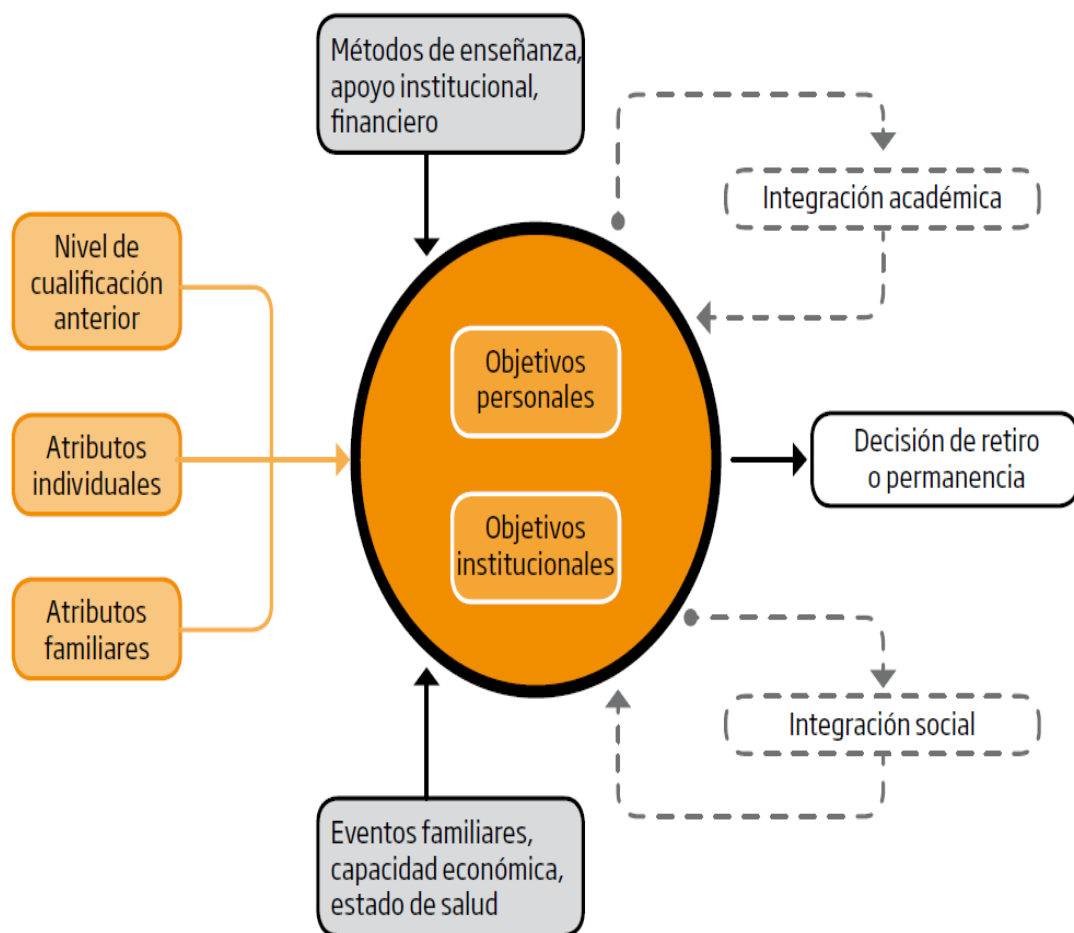 Métodos de enseñanza,
apoyo institucional,
financiero
Integración académica
Nivel de
cualificación
anterior
Objetivos
personales
Atributos
individuales
Decisión de retiro
o permanencia
Objetivos
institucionales
Atributos
familiares
Integración social
Eventos familiares,
capacidad económica,
estado de salud